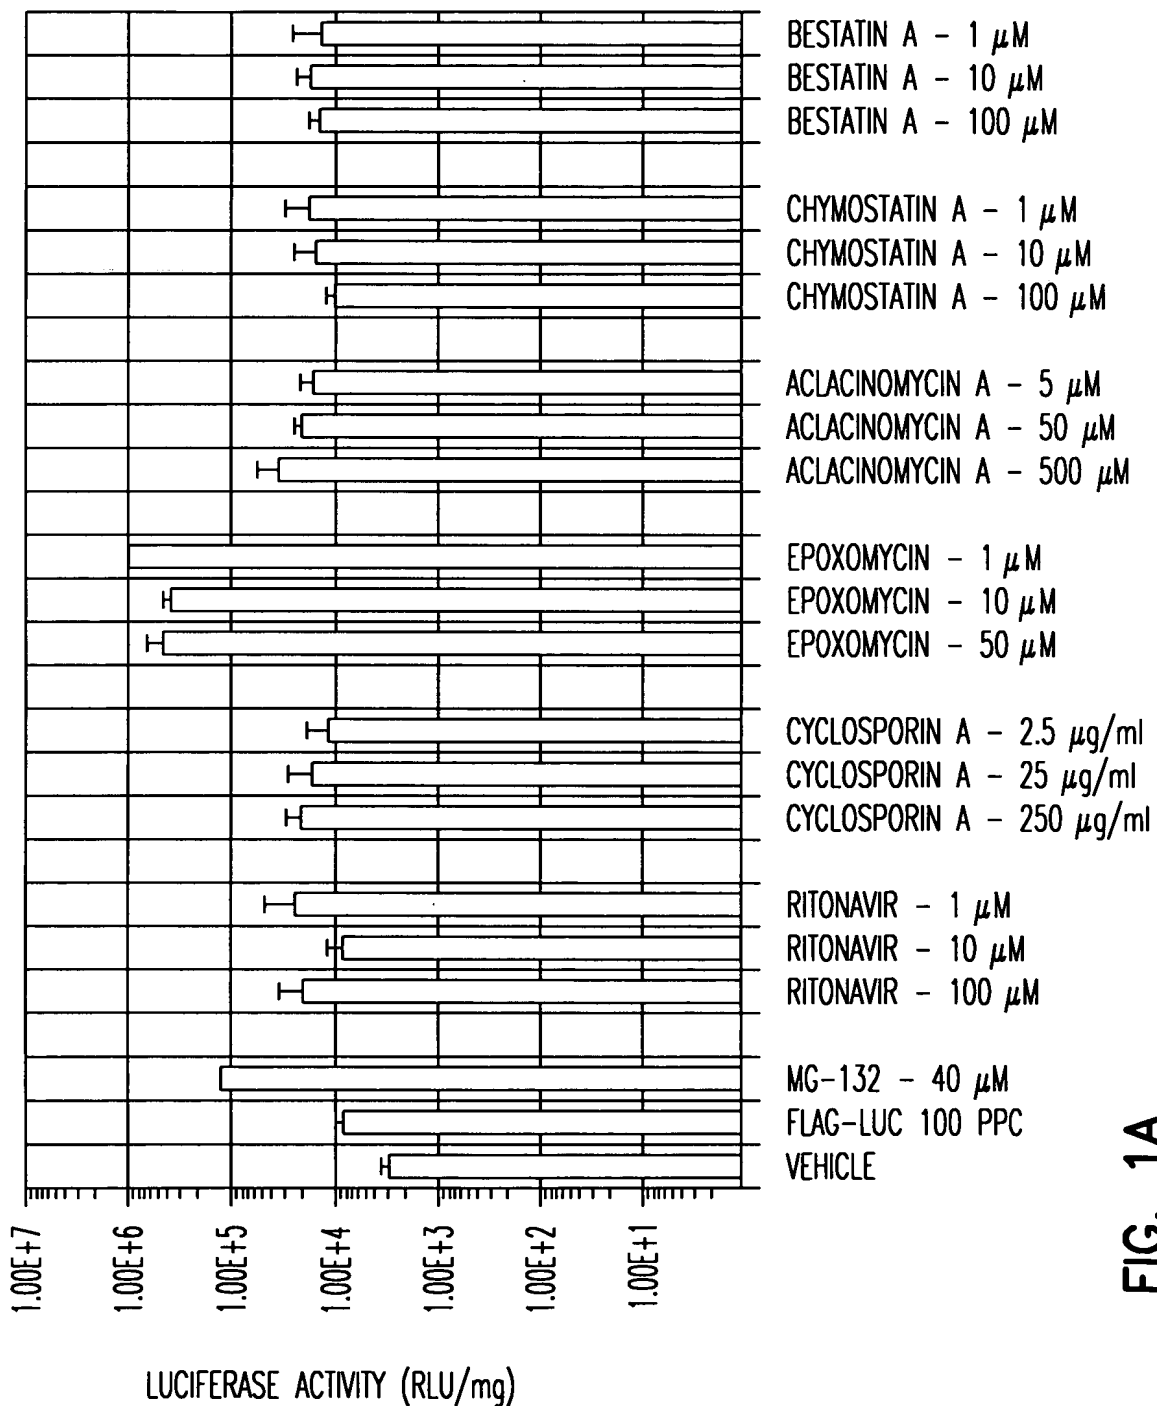 BESTATIN A – 1 μM
BESTATIN A – 10 μM
BESTATIN A – 100 μM
CHYMOSTATIN A – 1 μM
CHYMOSTATIN A – 10 μM
CHYMOSTATIN A – 100 μM
ACLACINOMYCIN A – 5 μM
ACLACINOMYCIN A – 50 μM
ACLACINOMYCIN A – 500 μM
EPOXOMYCIN – 1 μM
EPOXOMYCIN – 10 μM
EPOXOMYCIN – 50 μM
CYCLOSPORIN A – 2.5 μg/ml
CYCLOSPORIN A – 25 μg/ml
CYCLOSPORIN A – 250 μg/ml
RITONAVIR – 1 μM
RITONAVIR – 10 μM
RITONAVIR – 100 μM
MG-132 – 40 μM
FLAG-LUC 100 PPC
VEHICLE
1.00E+7
1.00E+6
1.00E+5
1.00E+4
1.00E+3
1.00E+2
1.00E+1
LUCIFERASE ACTIVITY (RLU/mg)
FIG. 1A